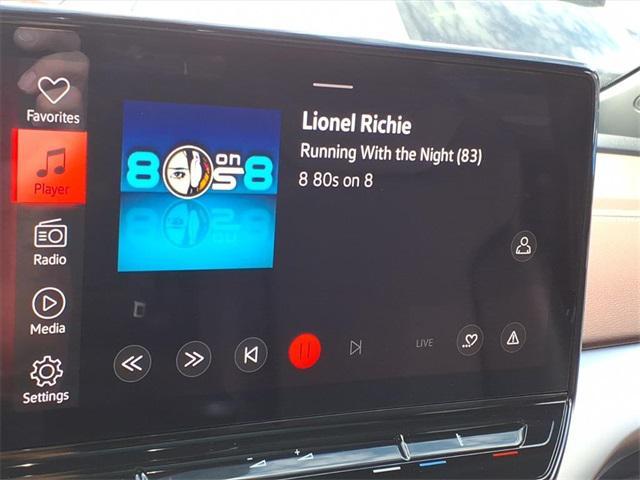 Favorites
Player
Radio
Media
Settings
80s on 8
Lionel Richie
Running With the Night (83)
8 80s on 8
LIVE
- +